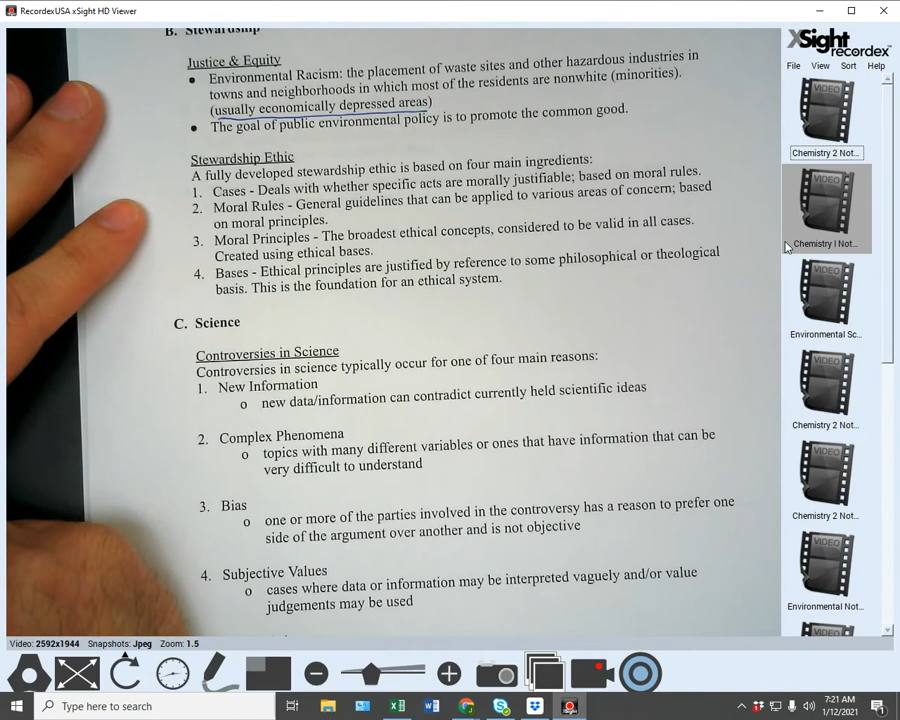 RecordexUSA xSight HD Viewer
B. Stewardship
Justice & Equity
• Environmental Racism: the placement of waste sites and other hazardous industries in
towns and neighborhoods in which most of the residents are nonwhite (minorities).
(usually economically depressed areas)
• The goal of public environmental policy is to promote the common good.
Stewardship Ethic
A fully developed stewardship ethic is based on four main ingredients:
1. Cases - Deals with whether specific acts are morally justifiable; based on moral rules.
2. Moral Rules - General guidelines that can be applied to various areas of concern; based
on moral principles.
3. Moral Principles - The broadest ethical concepts, considered to be valid in all cases.
Created using ethical bases.
4. Bases - Ethical principles are justified by reference to some philosophical or theological
basis. This is the foundation for an ethical system.
C. Science
Controversies in Science
Controversies in science typically occur for one of four main reasons:
1. New Information
o new data/information can contradict currently held scientific ideas
2. Complex Phenomena
o topics with many different variables or ones that have information that can be
very difficult to understand
3. Bias
o one or more of the parties involved in the controversy has a reason to prefer one
side of the argument over another and is not objective
4. Subjective Values
o cases where data or information may be interpreted vaguely and/or value
judgements may be used
XSight
recordex
File View Sort Help
VIDEO
Chemistry 2 Not...
VIDEO
Chemistry I Not...
VIDEO
Environmental Sc...
VIDEO
Chemistry 2 Not...
VIDEO
Chemistry 2 Not...
VIDEO
Environmental Not...
VIDEO
Video: 2592x1944 Snapshots: Jpeg Zoom: 1.5
Type here to search
7:21 AM
1/12/2021